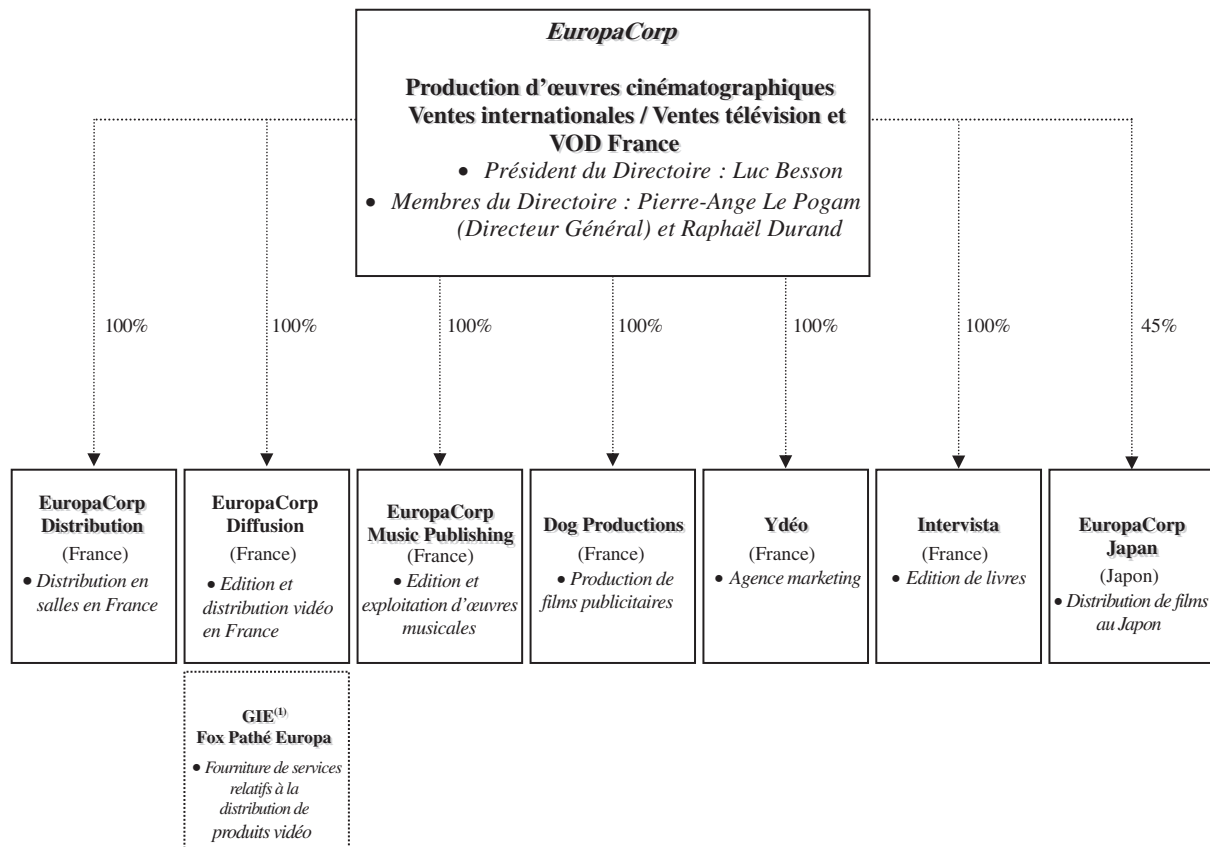 EuropaCorp
Production d'œuvres cinématographiques
Ventes internationales / Ventes télévision et
VOD France
• Président du Directoire : Luc Besson
• Membres du Directoire : Pierre-Ange Le Pogam
(Directeur Général) et Raphaël Durand
100%
100%
100%
100%
100%
100%
45%
EuropaCorp
Distribution
(France)
• Distribution en
salles en France
EuropaCorp
Diffusion
(France)
• Edition et
distribution vidéo
en France
EuropaCorp
Music Publishing
(France)
• Edition et
exploitation d'œuvres
musicales
Dog Productions
(France)
• Production de
films publicitaires
Ydéo
(France)
• Agence marketing
Intervista
(France)
• Edition de livres
EuropaCorp
Japan
(Japon)
• Distribution de films
au Japon
GIE(1)
Fox Pathé Europa
• Fourniture de services
relatifs à la
distribution de
produits vidéo